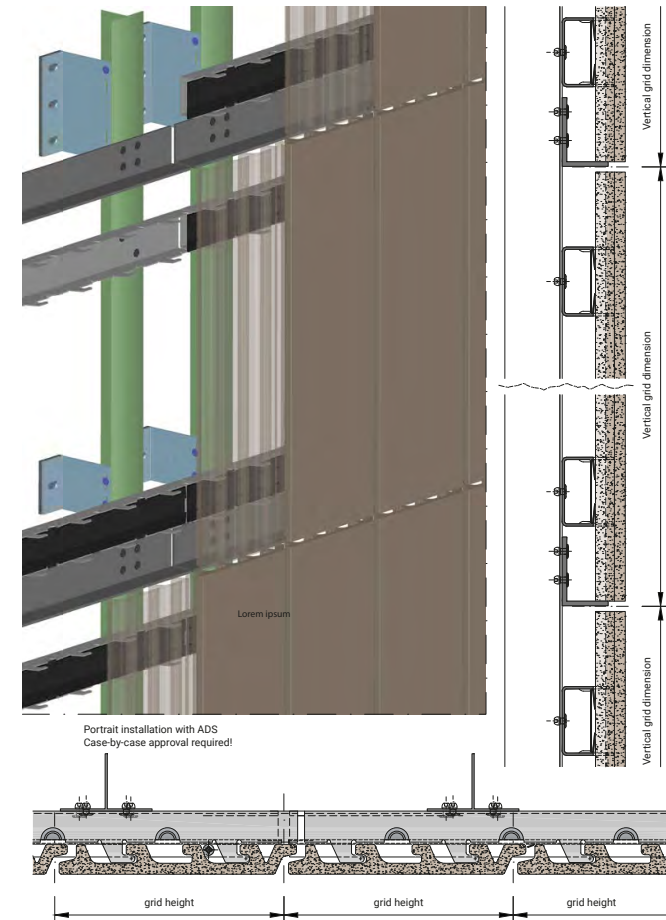 Vertical grid dimension
Vertical grid dimension
Lorem ipsum
Vertical grid dimension
Portrait installation with ADS
Case-by-case approval required!
grid height
grid height
grid height